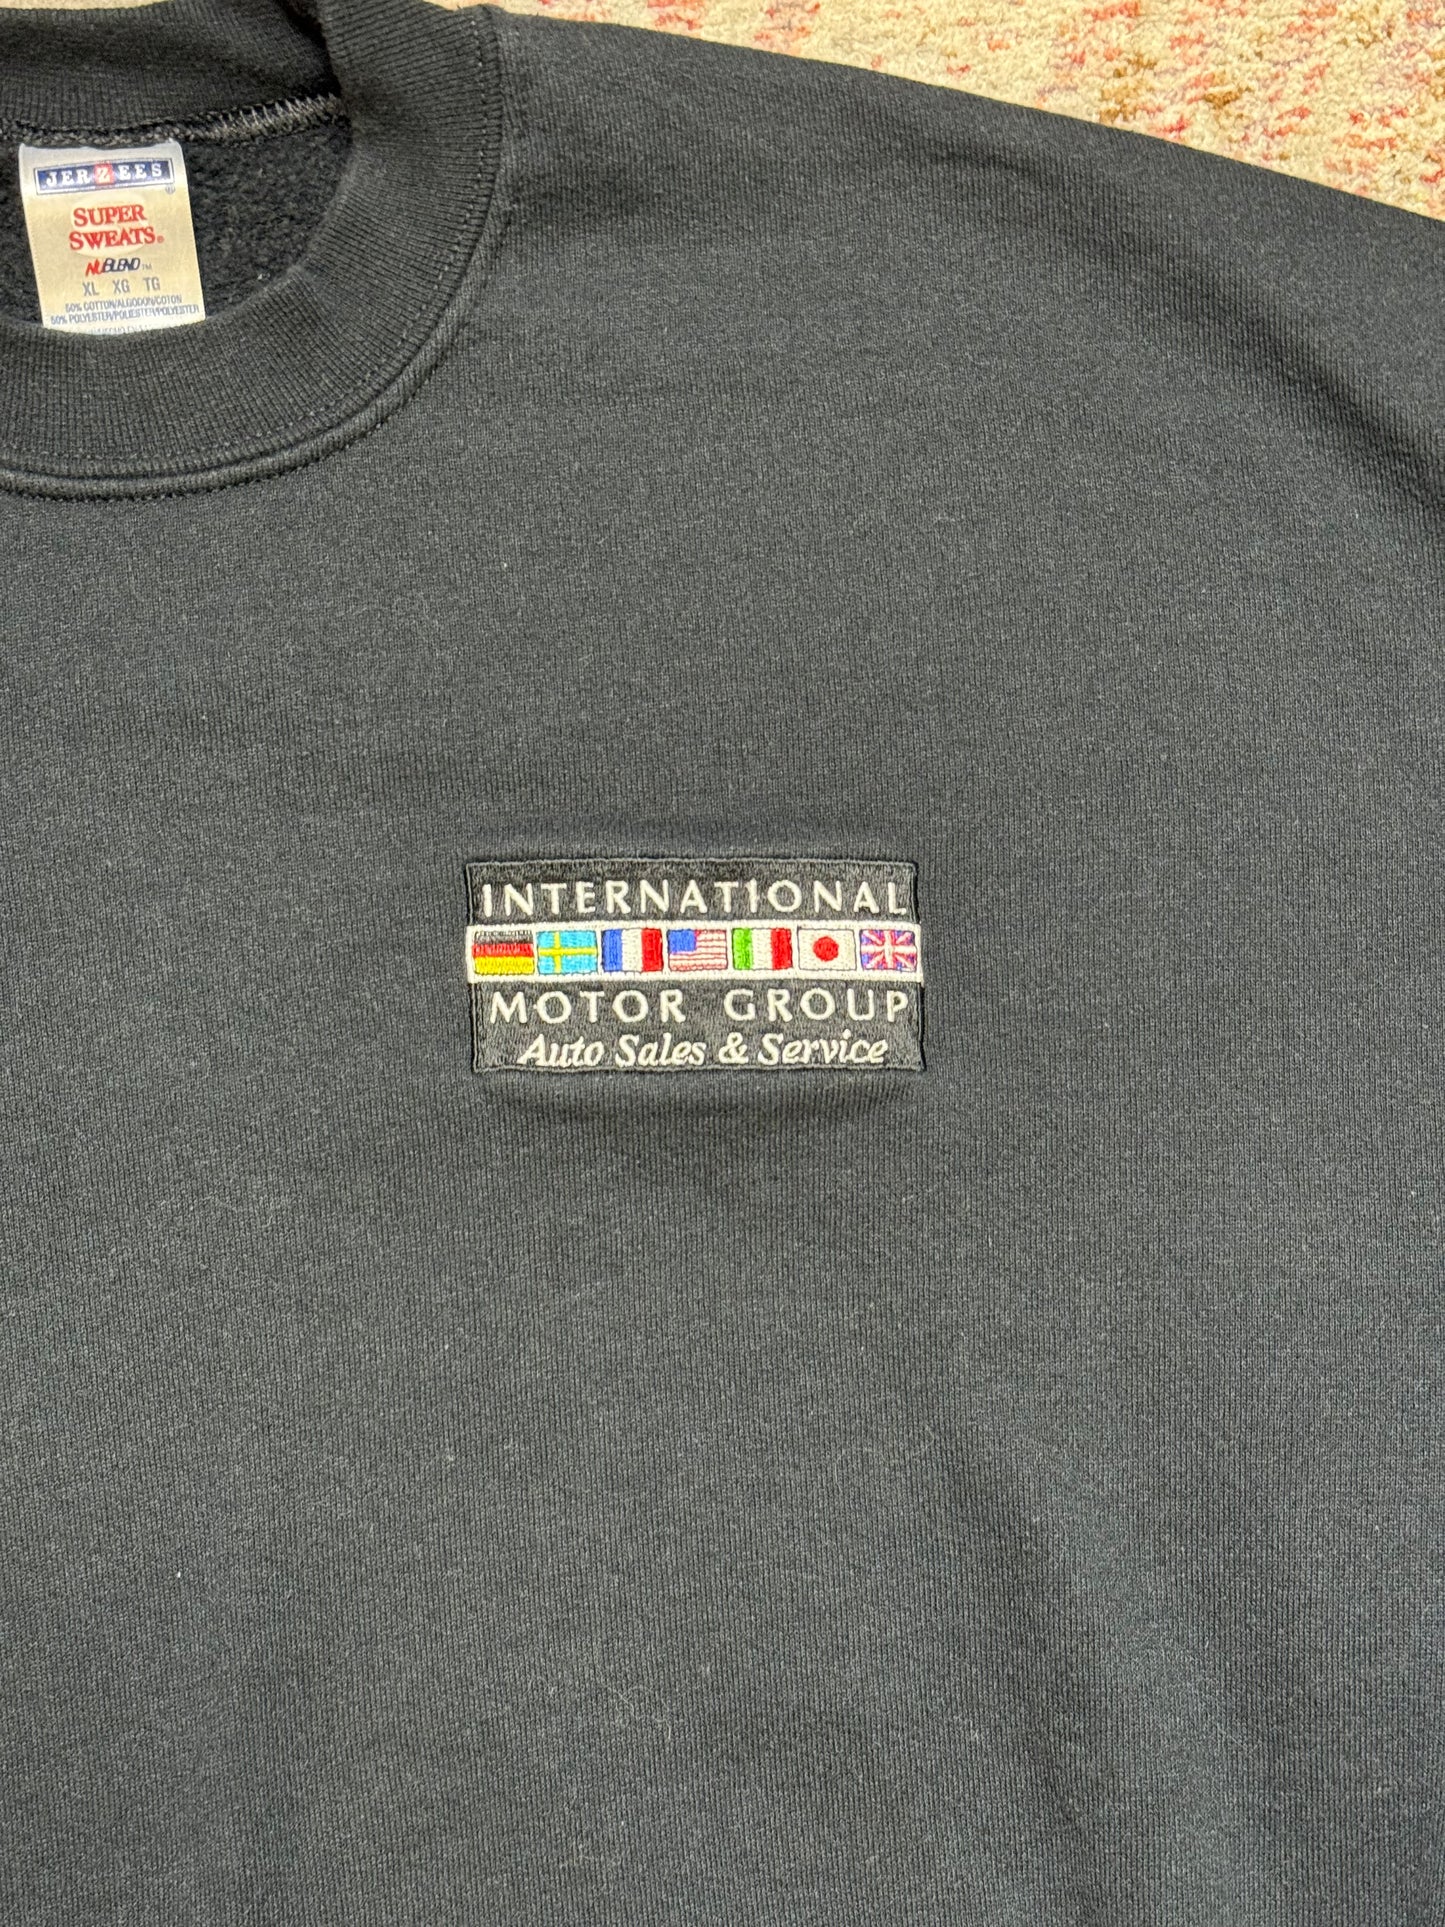 JERZEES
®
SUPER
SWEATS®
NUBLEND™
XL XG TG
50% COTTON/ALGODON/COTON
50% POLYESTER/POLIESTER/POLYESTER
INTERNATIONAL
MOTOR GROUP
Auto Sales & Service